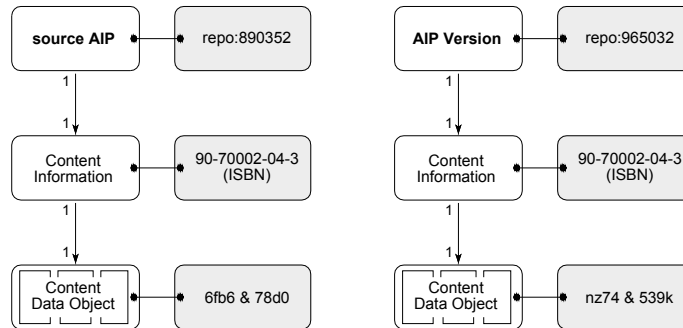 source AIP
repo:890352
AIP Version
repo:965032
1
1
1
1
Content
Information
90-70002-04-3
(ISBN)
Content
Information
90-70002-04-3
(ISBN)
1
1
1
1
Content
Data Object
6fb6 & 78d0
Content
Data Object
nz74 & 539k